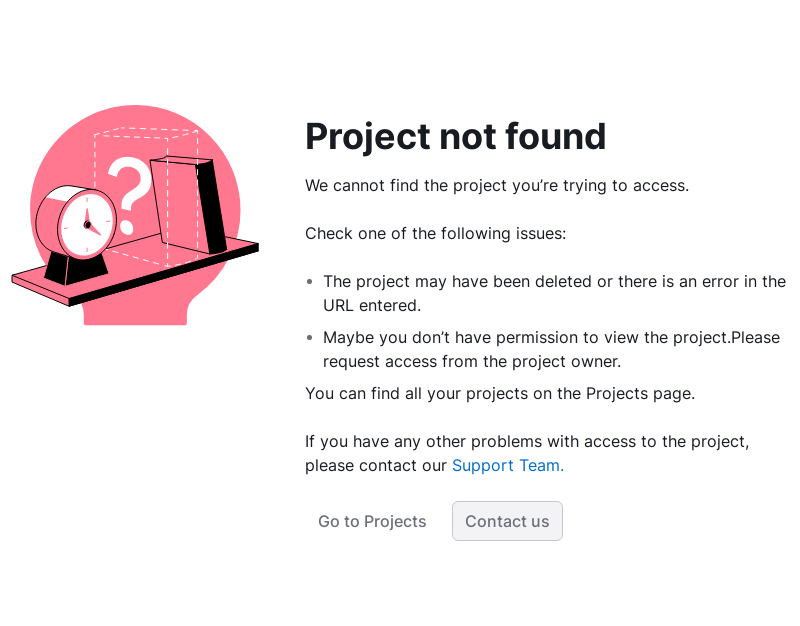 ?
Project not found
We cannot find the project you’re trying to access.
Check one of the following issues:
• The project may have been deleted or there is an error in the
URL entered.
• Maybe you don’t have permission to view the project.Please
request access from the project owner.
You can find all your projects on the Projects page.
If you have any other problems with access to the project,
please contact our Support Team.
Go to Projects
Contact us